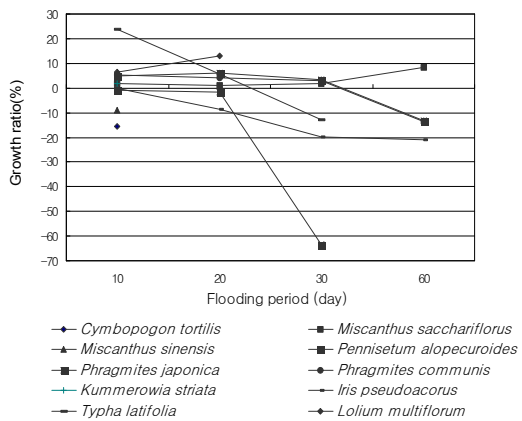 Growth ratio(%)
30
20
10
0
-10
-20
-30
-40
-50
-60
-70
10 20 30 60
Flooding period (day)
Cymbopogon tortilis
Miscanthus sacchariflorus
Miscanthus sinensis
Pennisetum alopecuroides
Phragmites japonica
Phragmites communis
Kummerowia striata
Iris pseudoacorus
Typha latifolia
Lolium multiflorum